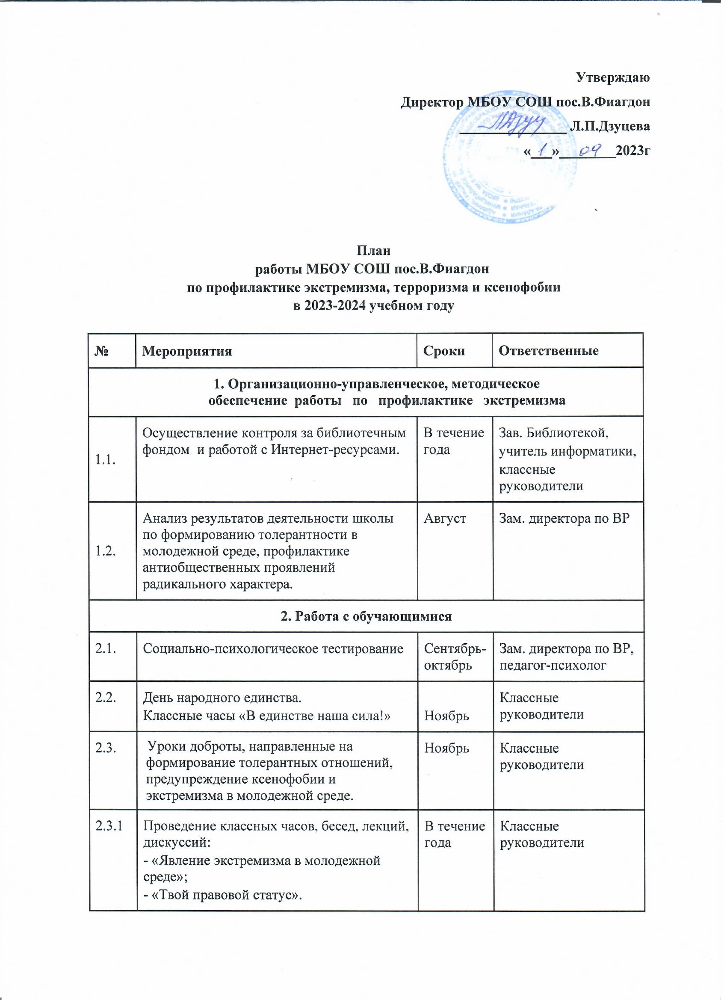 Утверждаю
Директор МБОУ СОШ пос.В.Фиагдон
_______________ Л.П.Дзуцева
«_1_»___09___2023г
План
работы МБОУ СОШ пос.В.Фиагдон
по профилактике экстремизма, терроризма и ксенофобии
в 2023-2024 учебном году
№ Мероприятия Сроки Ответственные
1. Организационно-управленческое, методическое
обеспечение работы по профилактике экстремизма
1.1.
Осуществление контроля за библиотечным
фондом и работой с Интернет-ресурсами.
В течение
года
Зав. Библиотекой,
учитель информатики,
классные
руководители
1.2.
Анализ результатов деятельности школы
по формированию толерантности в
молодежной среде, профилактике
антиобщественных проявлений
радикального характера.
Август
Зам. директора по ВР
2. Работа с обучающимися
2.1.
Социально-психологическое тестирование
Сентябрь-
октябрь
Зам. директора по ВР,
педагог-психолог
2.2.
День народного единства.
Классные часы «В единстве наша сила!»
Ноябрь
Классные
руководители
2.3.
Уроки доброты, направленные на
формирование толерантных отношений,
предупреждение ксенофобии и
экстремизма в молодежной среде.
Ноябрь
Классные
руководители
2.3.1
Проведение классных часов, бесед, лекций,
дискуссий:
- «Явление экстремизма в молодежной
среде»;
- «Твой правовой статус».
В течение
года
Классные
руководители